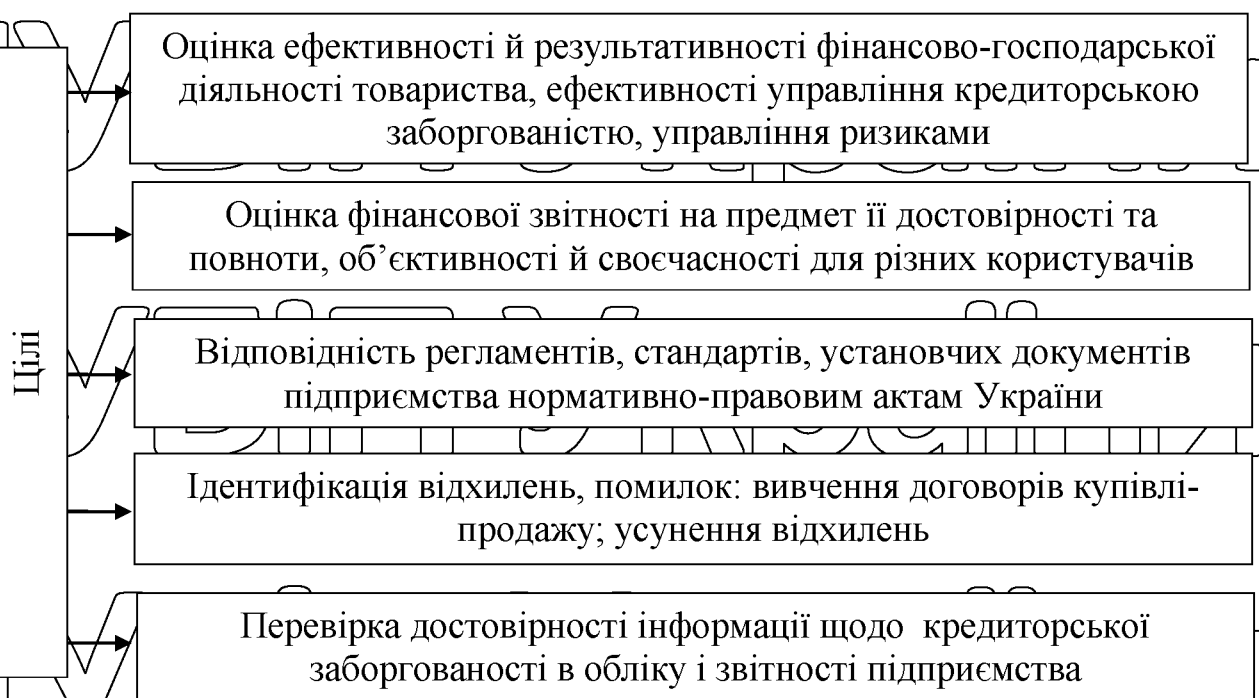 Цілі
Оцінка ефективності й результативності фінансово-господарської
діяльності товариства, ефективності управління кредиторською
заборгованістю, управління ризиками
Оцінка фінансової звітності на предмет її достовірності та
повноти, об’єктивності й своєчасності для різних користувачів
Відповідність регламентів, стандартів, установчих документів
підприємства нормативно-правовим актам України
Ідентифікація відхилень, помилок: вивчення договорів купівлі-
продажу; усунення відхилень
Перевірка достовірності інформації щодо кредиторської
заборгованості в обліку і звітності підприємства